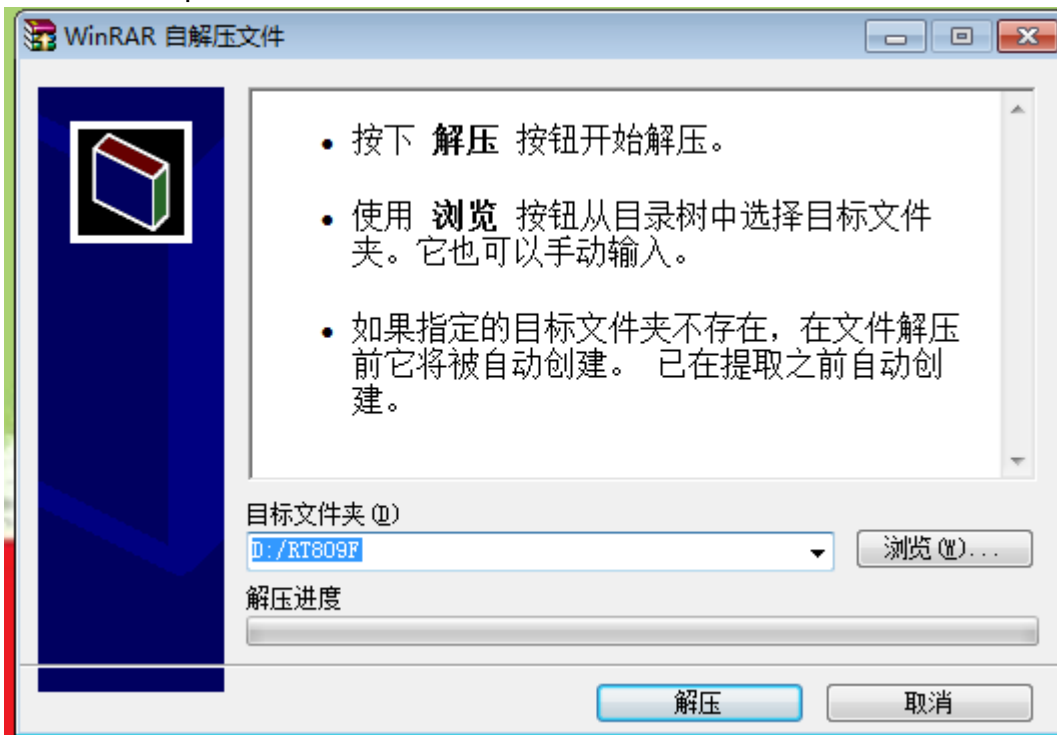 WinRAR 自解压文件
• 按下 解压 按钮开始解压。
• 使用 浏览 按钮从目录树中选择目标文件
夹。它也可以手动输入。
• 如果指定的目标文件夹不存在，在文件解压
前它将被自动创建。 已在提取之前自动创
建。
目标文件夹(D)
D:/RT809F
浏览(W)...
解压进度
解压
取消